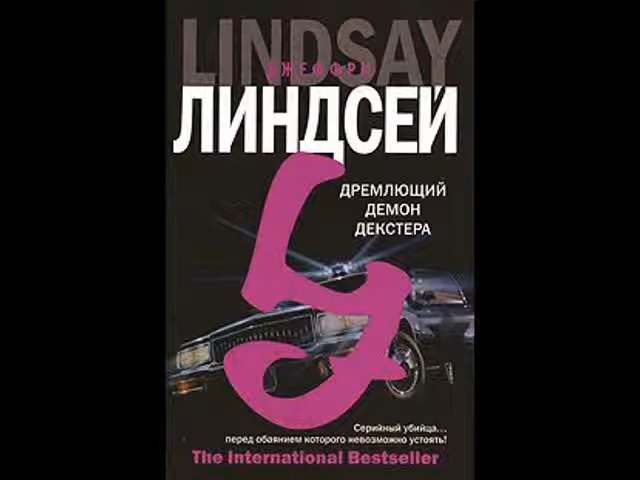 LINDSAY
ДЖЕФФРИ
ЛИНДСЕЙ
ДРЕМЛЮЩИЙ
ДЕМОН
ДЕКСТЕРА
Серийный убийца...
перед обаянием которого невозможно устоять!
The International Bestseller